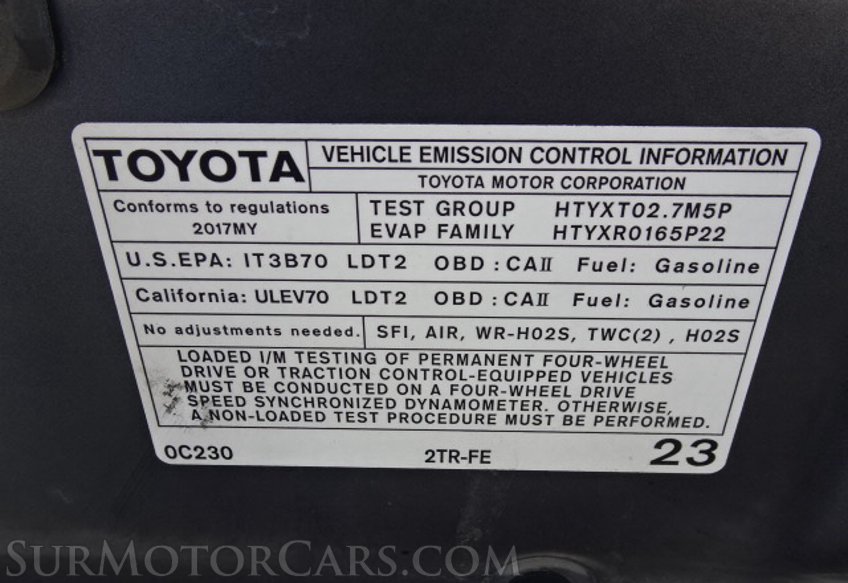 TOYOTA
VEHICLE EMISSION CONTROL INFORMATION
TOYOTA MOTOR CORPORATION
Conforms to regulations
2017MY
TEST GROUP HTYXT02.7M5P
EVAP FAMILY HTYXR0165P22
U.S.EPA: IT3B70 LDT2 OBD : CAII Fuel: Gasoline
California: ULEV70 LDT2 OBD : CAII Fuel: Gasoline
No adjustments needed.
SFI, AIR, WR-HO2S, TWC(2) , HO2S
LOADED I/M TESTING OF PERMANENT FOUR-WHEEL
DRIVE OR TRACTION CONTROL-EQUIPPED VEHICLES
MUST BE CONDUCTED ON A FOUR-WHEEL DRIVE
SPEED SYNCHRONIZED DYNAMOMETER. OTHERWISE,
A NON-LOADED TEST PROCEDURE MUST BE PERFORMED.
0C230 2TR-FE 23
SurMotorCars.com